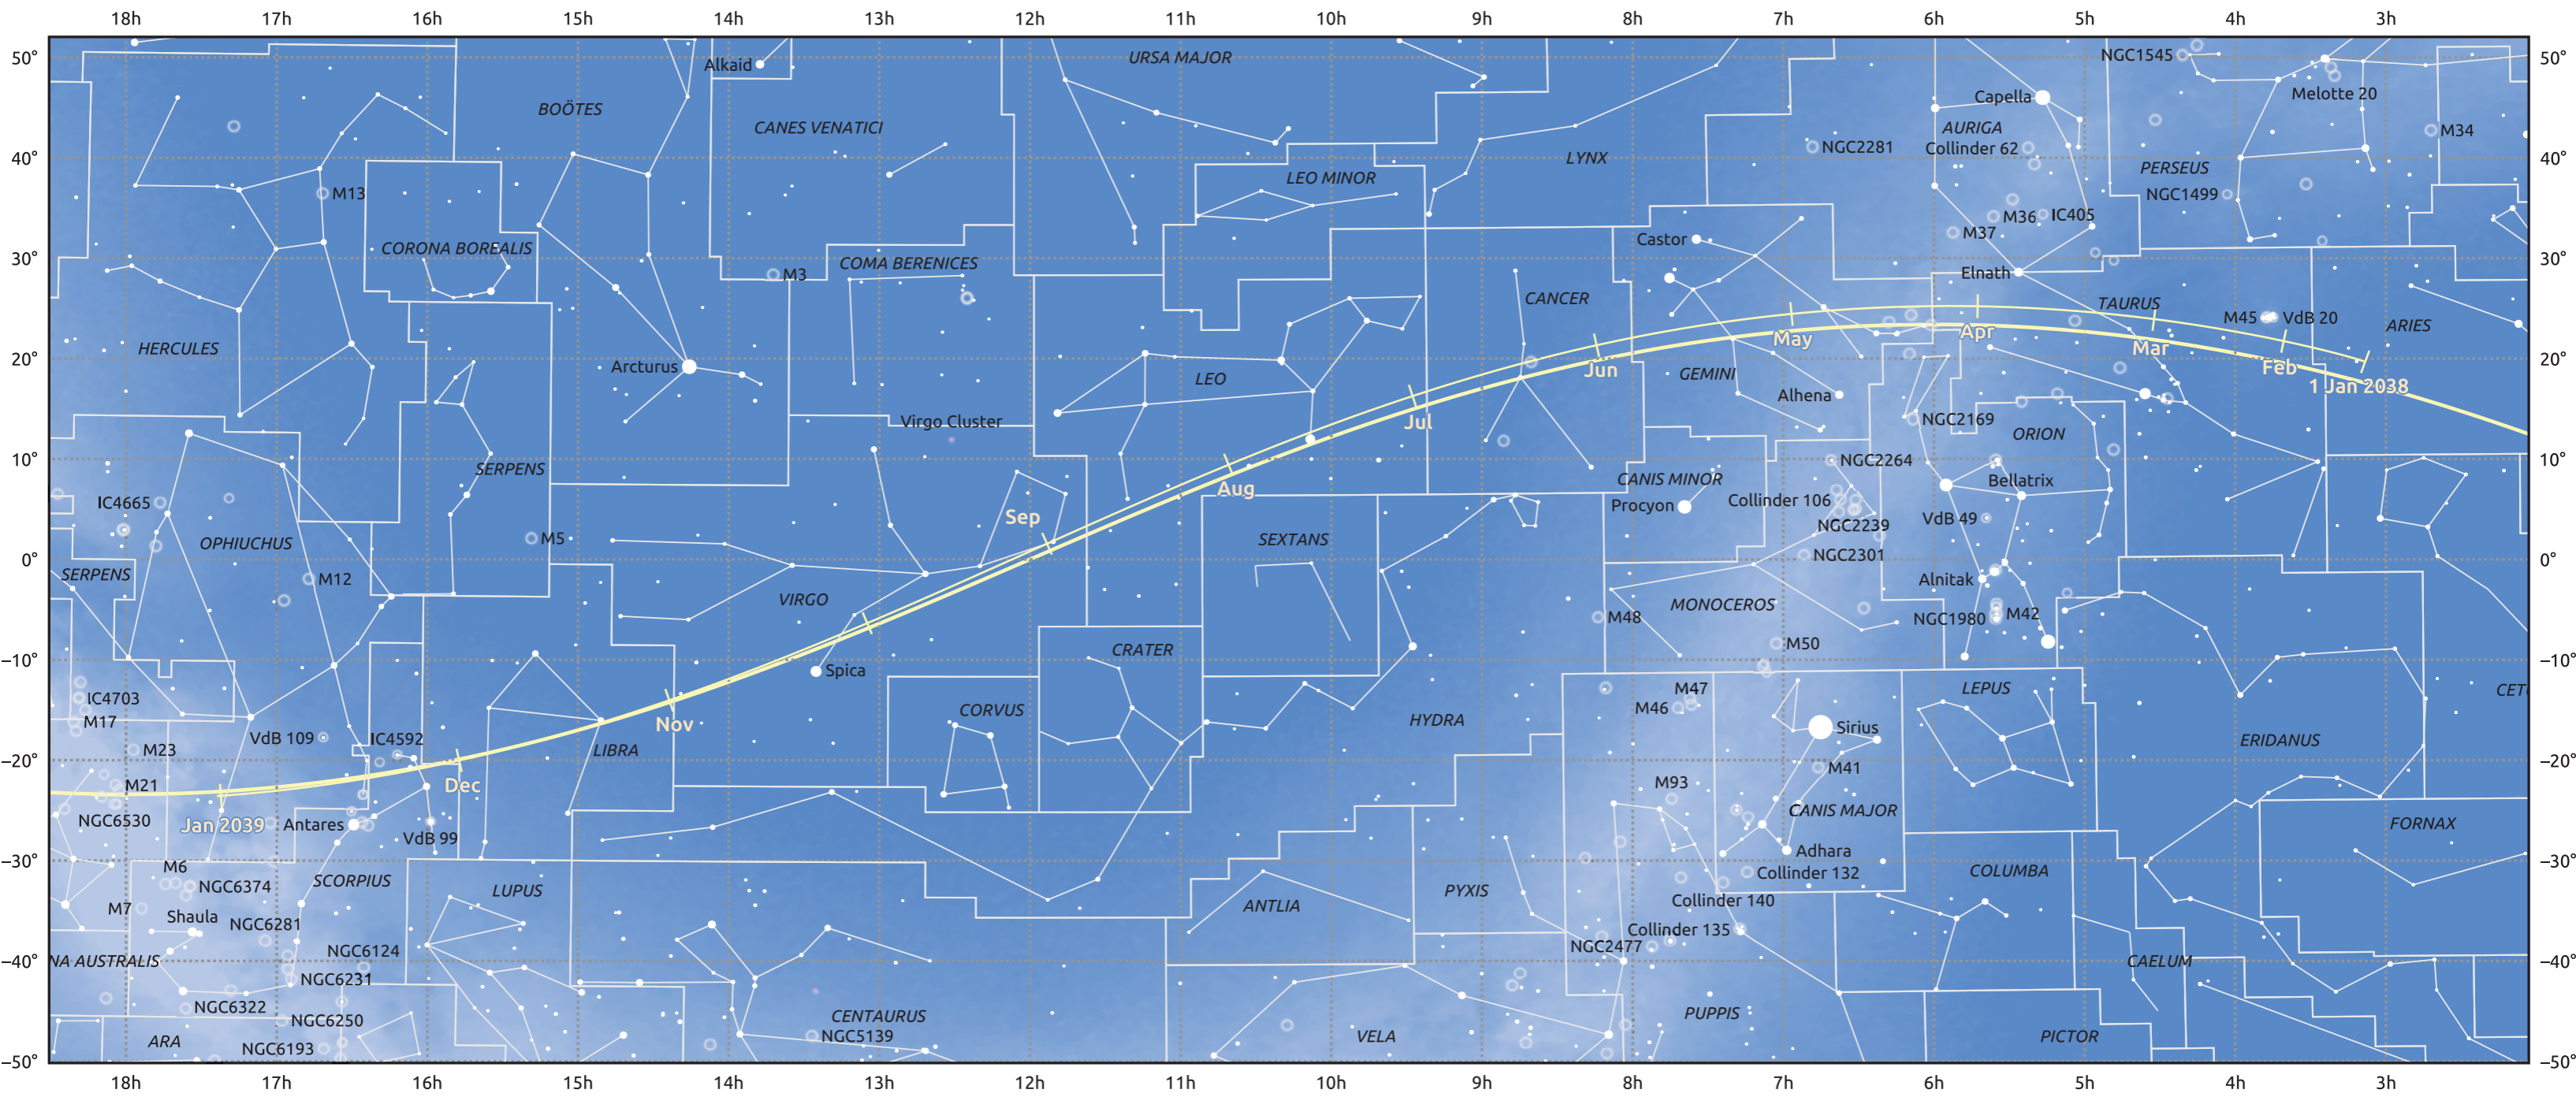 18h 17h 16h 15h 14h 13h 12h 11h 10h 9h 8h 7h 6h 5h 4h 3h
50° Alkaid URSA MAJOR NGC1545 50°
Melotte 20
Capella
BOÖTES CANES VENATICI AURIGA M34
Collinder 62
NGC2281
40° LYNX PERSEUS 40°
LEO MINOR
M13 NGC1499
M36 IC405
M37
Castor
CORONA BOREALIS
30° COMA BERENICES 30°
M3 Elnath
CANCER TAURUS
M45 VdB 20
ARIES
HERCULES May Apr Mar
20° Arcturus LEO Jun GEMINI Feb 20°
1 Jan 2038
Alhena
Virgo Cluster Jul NGC2169
ORION
10° SERPENS NGC2264 10°
CANIS MINOR
Aug Bellatrix
IC4665 Procyon Collinder 106
Sep VdB 49
NGC2239
OPHIUCHUS M5 SEXTANS NGC2301
0° 0°
SERPENS M12 Alnitak
VIRGO MONOCEROS
M48 NGC1980 M42
CRATER M50
−10° Spica −10°
M47 LEPUS CETU
IC4703 M46
M17 Nov CORVUS HYDRA Sirius
VdB 109 IC4592
M23 LIBRA ERIDANUS
−20° M41 −20°
M21 Dec M93
CANIS MAJOR
NGC6530 Jan 2039 Antares FORNAX
VdB 99
Adhara
−30° M6 −30°
SCORPIUS Collinder 132 COLUMBA
NGC6374 LUPUS PYXIS
M7 ANTLIA Collinder 140
Shaula
NGC6281 Collinder 135
NGC2477
NGC6124
−40° NA AUSTRALIS CAELUM −40°
NGC6231
NGC6322 CENTAURUS PUPPIS
NGC6250
ARA NGC5139 VELA PICTOR
NGC6193
−50° −50°
18h 17h 16h 15h 14h 13h 12h 11h 10h 9h 8h 7h 6h 5h 4h 3h